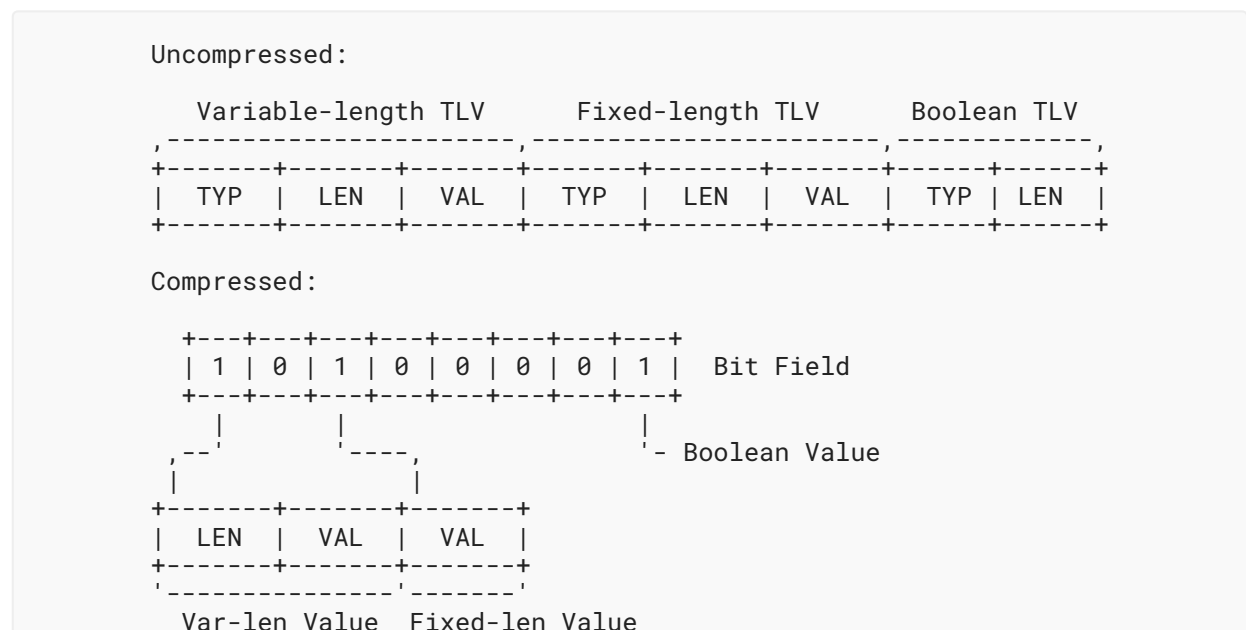 Uncompressed:
   Variable-length TLV      Fixed-length TLV      Boolean TLV
,-----------------------,-----------------------,-------------,
+-------+-------+-------+-------+-------+-------+------+------+
|  TYP  |  LEN  |  VAL  |  TYP  |  LEN  |  VAL  |  TYP | LEN  |
+-------+-------+-------+-------+-------+-------+------+------+
Compressed:
  +---+---+---+---+---+---+---+---+
  | 1 | 0 | 1 | 0 | 0 | 0 | 0 | 1 |  Bit Field
  +---+---+---+---+---+---+---+---+
    |       |                   |
 ,--'       '----,              '- Boolean Value
 |               |
+-------+-------+-------+
|  LEN  |  VAL  |  VAL  |
+-------+-------+-------+
'---------------'-------'
  Var-len Value  Fixed-len Value